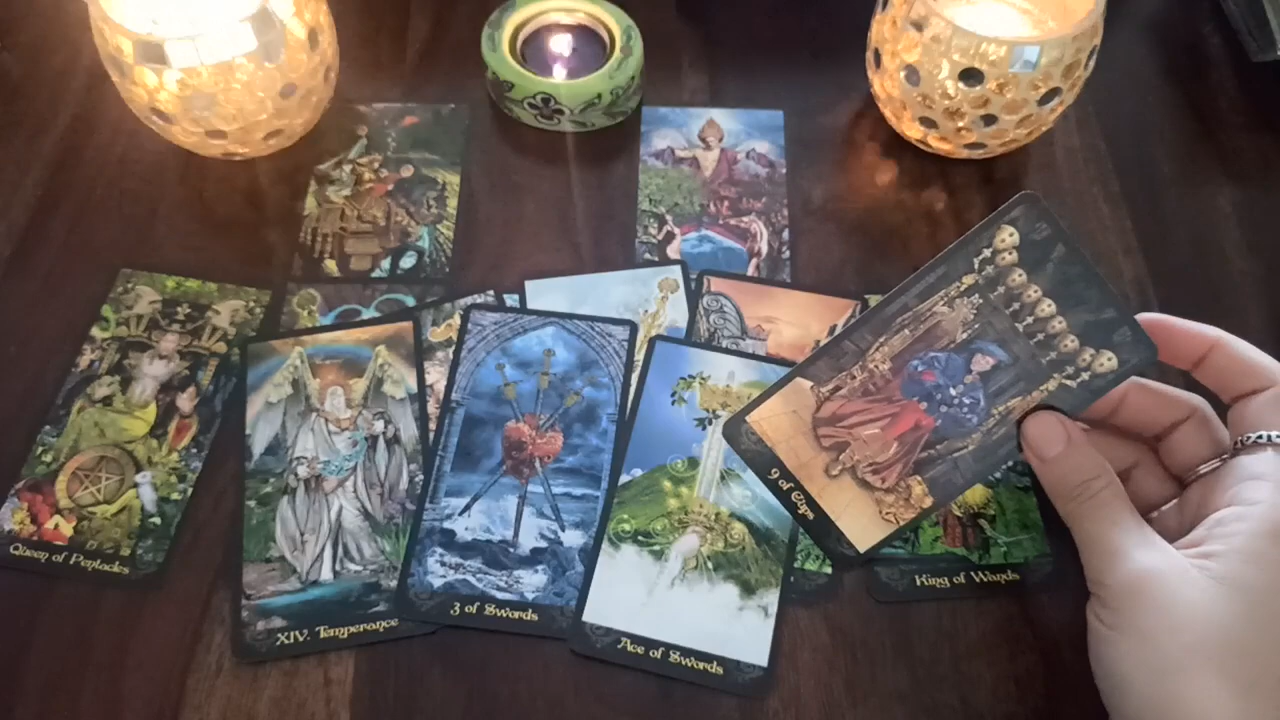 Queen of Pentacles
XIV. Temperance
3 of Swords
Ace of Swords
9 of Cups
King of Wands